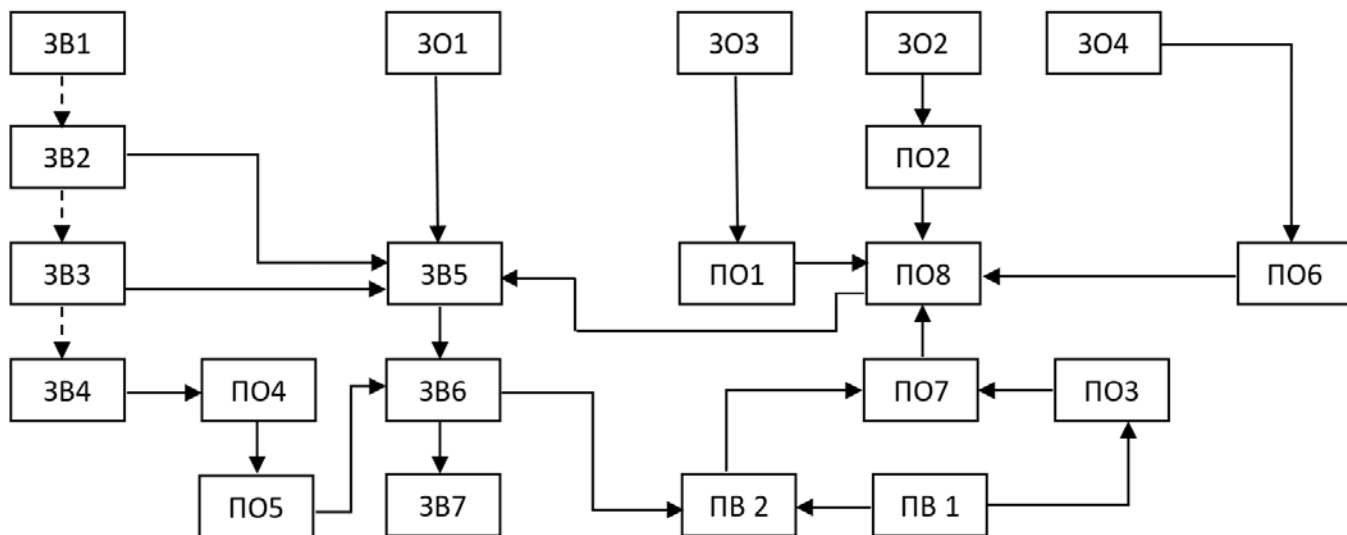 ЗВ1 ЗО1 ЗО3 ЗО2 ЗО4
ЗВ2 ПО2
ЗВ3 ЗВ5 ПО1 ПО8 ПО6
ЗВ4 ПО4 ЗВ6 ПО7 ПО3
ПО5 ЗВ7 ПВ 2 ПВ 1